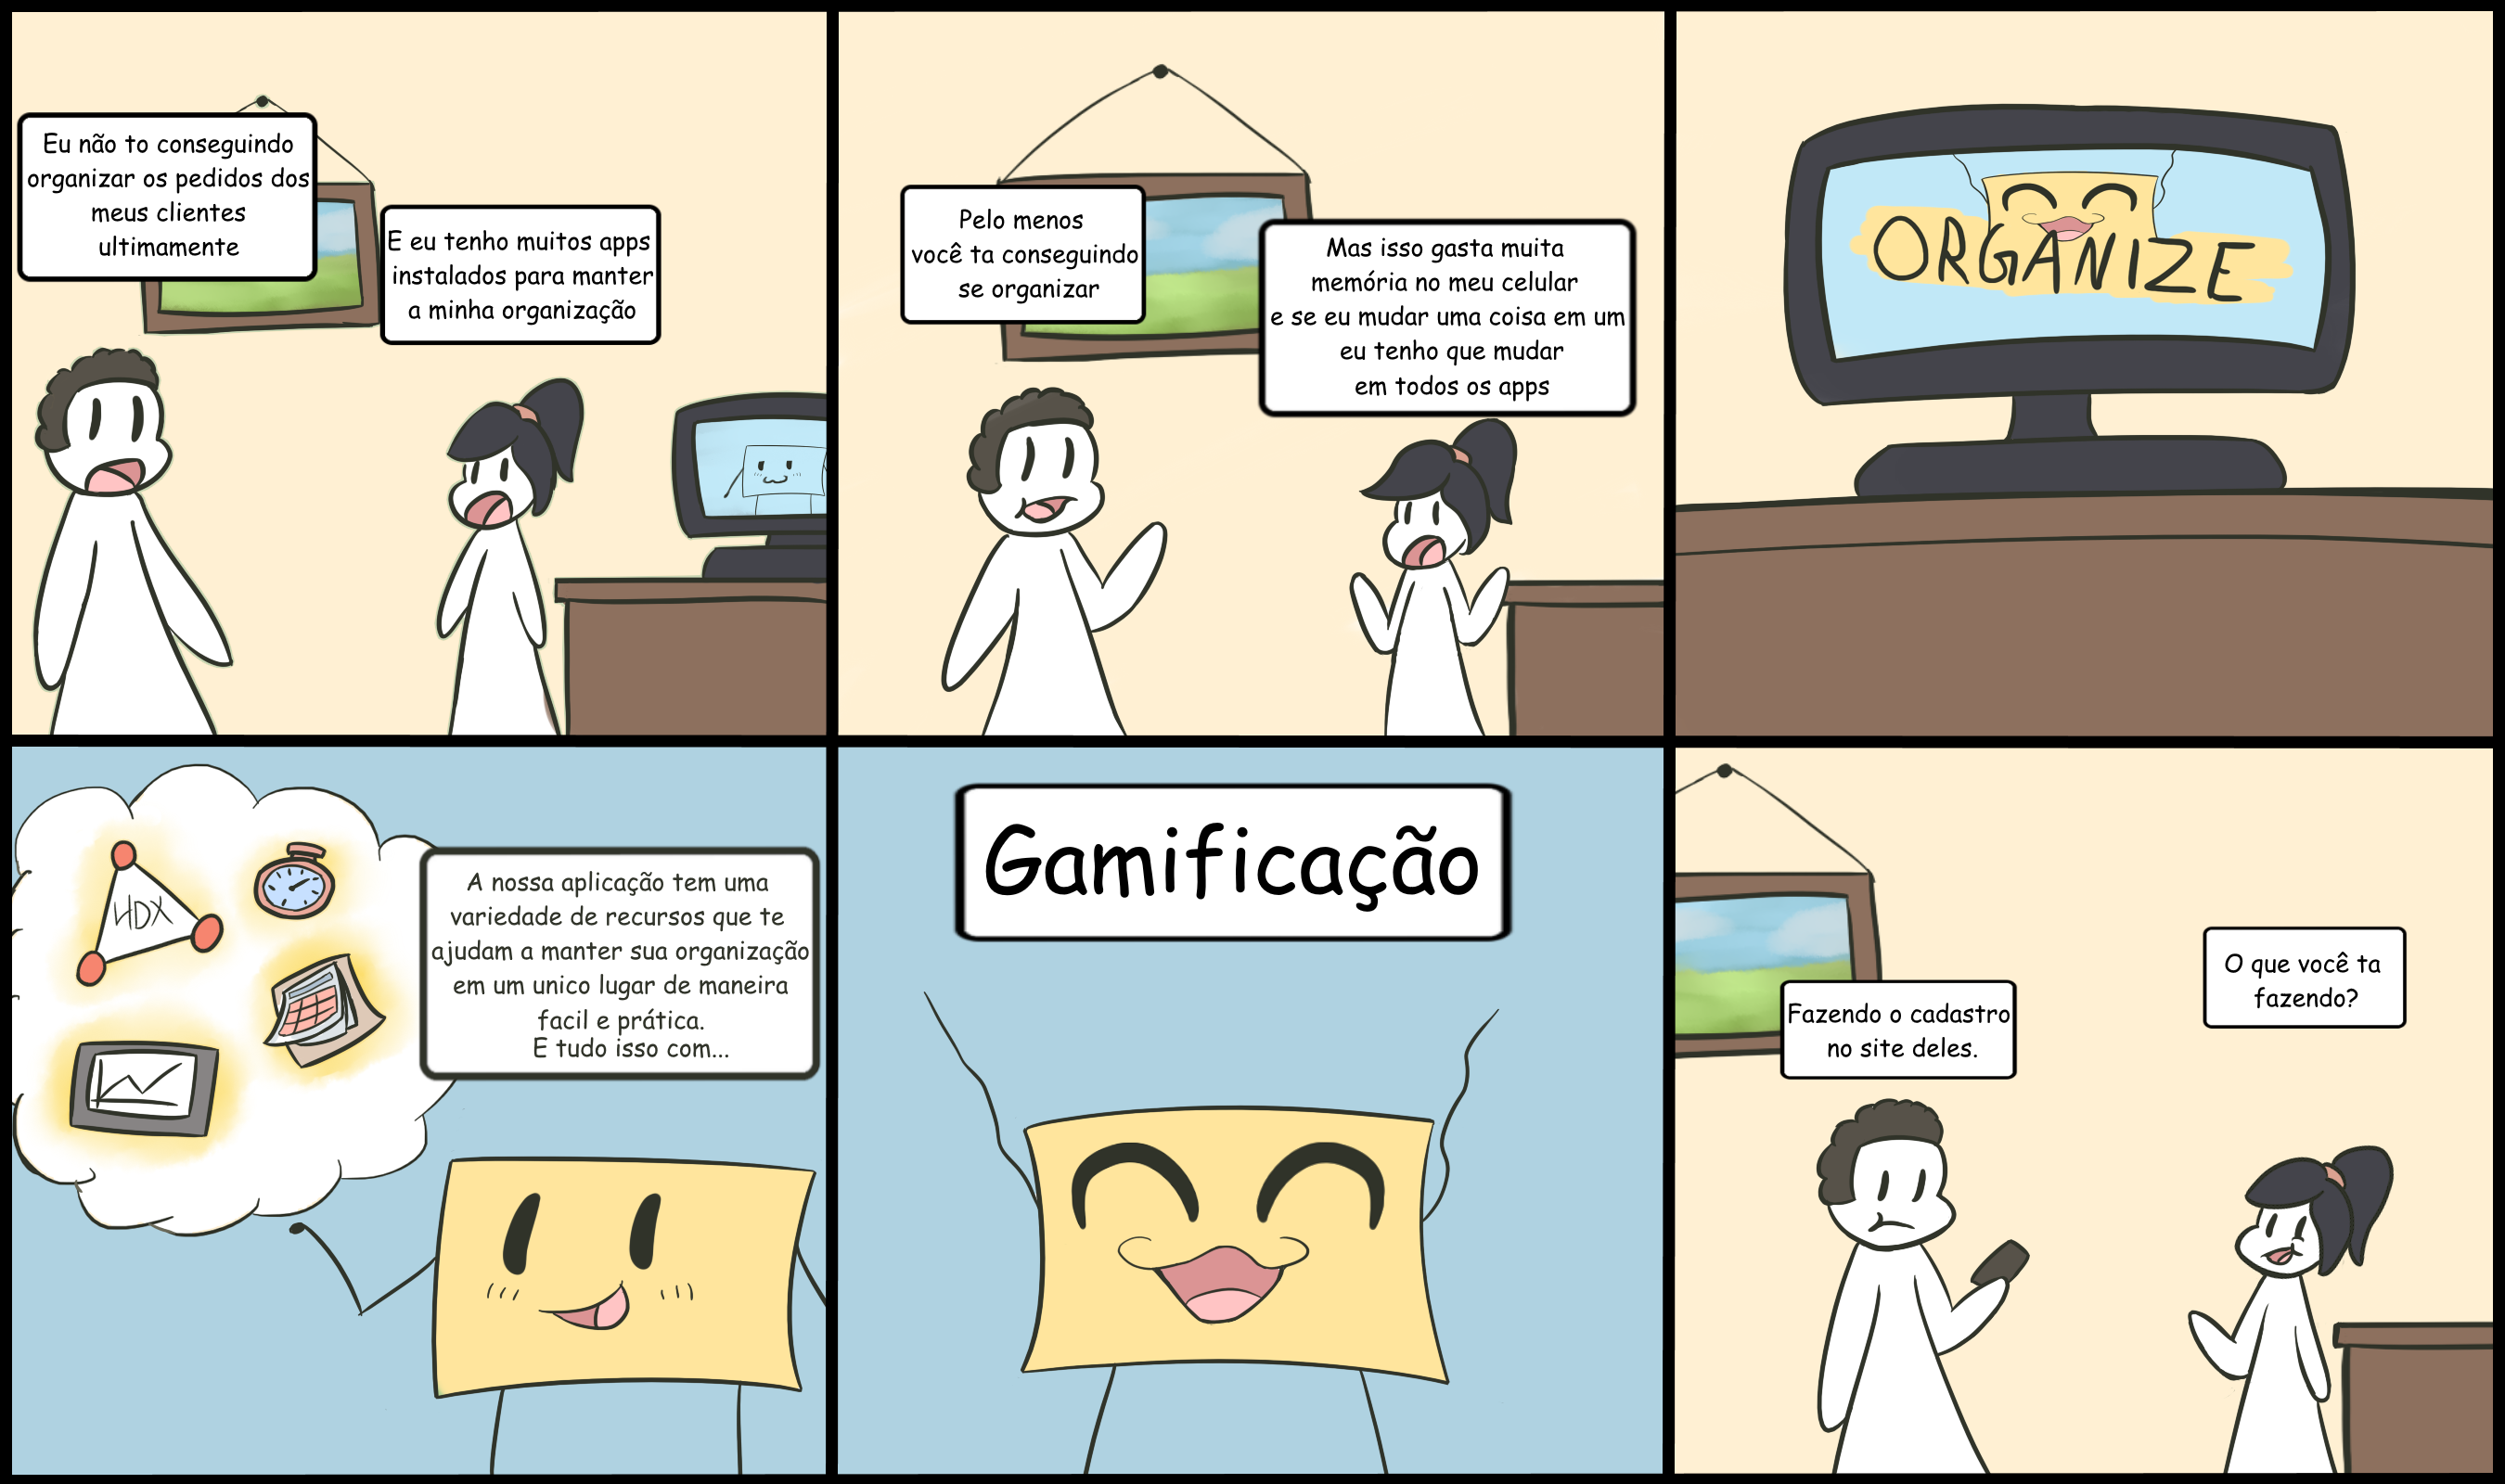 Eu não to conseguindo
organizar os pedidos dos
meus clientes
ultimamente
E eu tenho muitos apps
instalados para manter
a minha organização
Pelo menos
você ta conseguindo
se organizar
Mas isso gasta muita
memória no meu celular
e se eu mudar uma coisa em um
eu tenho que mudar
em todos os apps
ORGANIZE
HDX
A nossa aplicação tem uma
variedade de recursos que te
ajudam a manter sua organização
em um unico lugar de maneira
facil e prática.
E tudo isso com...
Gamificação
Fazendo o cadastro
no site deles.
O que você ta
fazendo?